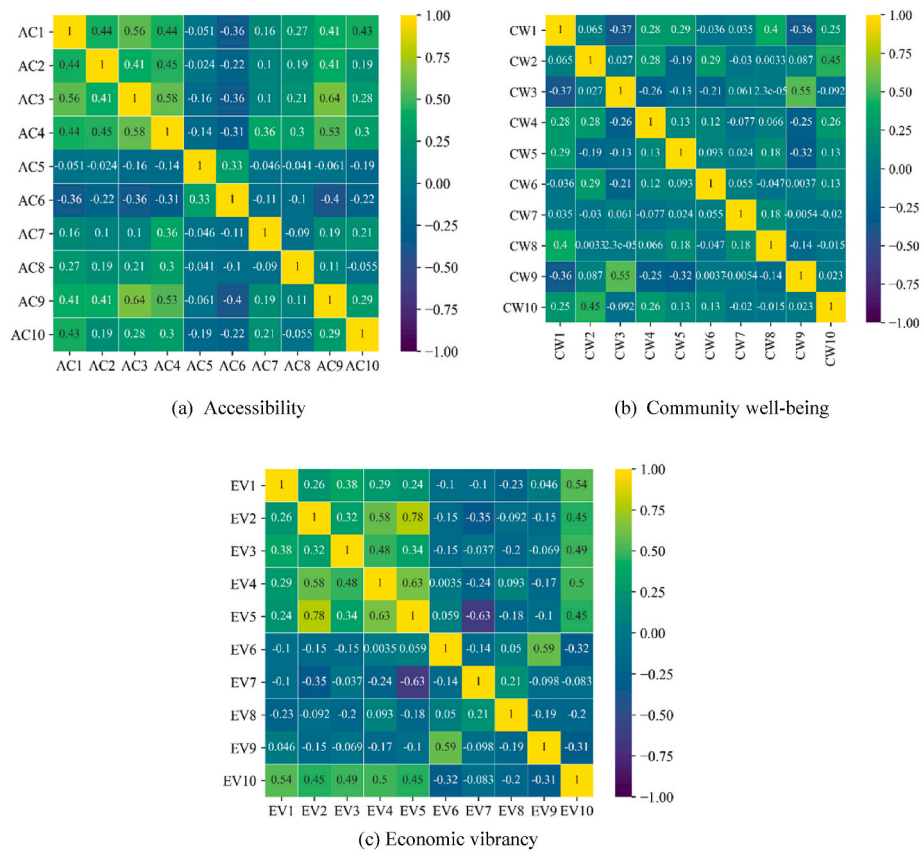 AC1 1 0.44 0.56 0.44 -0.051 -0.36 0.16 0.27 0.41 0.43 1.00
AC2 0.44 1 0.41 0.45 -0.024 -0.22 0.1 0.19 0.41 0.19 0.75
AC3 0.56 0.41 1 0.58 -0.16 -0.36 0.1 0.21 0.64 0.28 0.50
AC4 0.44 0.45 0.58 1 -0.14 -0.31 0.36 0.3 0.53 0.3 0.25
AC5 -0.051 -0.024 -0.16 -0.14 1 0.33 -0.046 -0.041 -0.061 -0.19 0.00
AC6 -0.36 -0.22 -0.36 -0.31 0.33 1 -0.11 -0.1 -0.4 -0.22 −0.25
AC7 0.16 0.1 0.1 0.36 -0.046 -0.11 1 -0.09 0.19 0.21
AC8 0.27 0.19 0.21 0.3 -0.041 -0.1 -0.09 1 0.11 -0.055 −0.50
AC9 0.41 0.41 0.64 0.53 -0.061 -0.4 0.19 0.11 1 0.29 −0.75
AC10 0.43 0.19 0.28 0.3 -0.19 -0.22 0.21 -0.055 0.29 1 −1.00
AC1 AC2 AC3 AC4 AC5 AC6 AC7 AC8 AC9 AC10
(a) Accessibility
CW1 1 0.065 -0.37 0.28 0.29 -0.036 0.035 0.4 -0.36 0.25 1.00
CW2 0.065 1 0.027 0.28 -0.19 0.29 -0.03 0.0033 0.087 0.45 0.75
CW3 -0.37 0.027 1 -0.26 -0.13 -0.21 0.061 2.3e-05 0.55 -0.092 0.50
CW4 0.28 0.28 -0.26 1 0.13 0.12 -0.077 0.066 -0.25 0.26 0.25
CW5 0.29 -0.19 -0.13 0.13 1 0.093 0.024 0.18 -0.32 0.13 0.00
CW6 -0.036 0.29 -0.21 0.12 0.093 1 0.055 -0.047 0.0037 0.13 −0.25
CW7 0.035 -0.03 0.061 -0.077 0.024 0.055 1 0.18 -0.0054 -0.02
CW8 0.4 0.0033 2.3e-05 0.066 0.18 -0.047 0.18 1 -0.14 -0.015 −0.50
CW9 -0.36 0.087 0.55 -0.25 -0.32 0.0037 -0.0054 -0.14 1 0.023 −0.75
CW10 0.25 0.45 -0.092 0.26 0.13 0.13 -0.02 -0.015 0.023 1 −1.00
CW1 CW2 CW3 CW4 CW5 CW6 CW7 CW8 CW9 CW10
(b) Community well-being
EV1 1 0.26 0.38 0.29 0.24 -0.1 -0.1 -0.23 0.046 0.54 1.00
EV2 0.26 1 0.32 0.58 0.78 -0.15 -0.35 -0.092 -0.15 0.45 0.75
EV3 0.38 0.32 1 0.48 0.34 -0.15 -0.037 -0.2 -0.069 0.49 0.50
EV4 0.29 0.58 0.48 1 0.63 0.0035 -0.24 0.093 -0.17 0.5 0.25
EV5 0.24 0.78 0.34 0.63 1 0.059 -0.63 -0.18 -0.1 0.45 0.00
EV6 -0.1 -0.15 -0.15 0.0035 0.059 1 -0.14 0.05 0.59 -0.32 −0.25
EV7 -0.1 -0.35 -0.037 -0.24 -0.63 -0.14 1 0.21 -0.098 -0.083
EV8 -0.23 -0.092 -0.2 0.093 -0.18 0.05 0.21 1 -0.19 -0.2 −0.50
EV9 0.046 -0.15 -0.069 -0.17 -0.1 0.59 -0.098 -0.19 1 -0.31 −0.75
EV10 0.54 0.45 0.49 0.5 0.45 -0.32 -0.083 -0.2 -0.31 1 −1.00
EV1 EV2 EV3 EV4 EV5 EV6 EV7 EV8 EV9 EV10
(c) Economic vibrancy